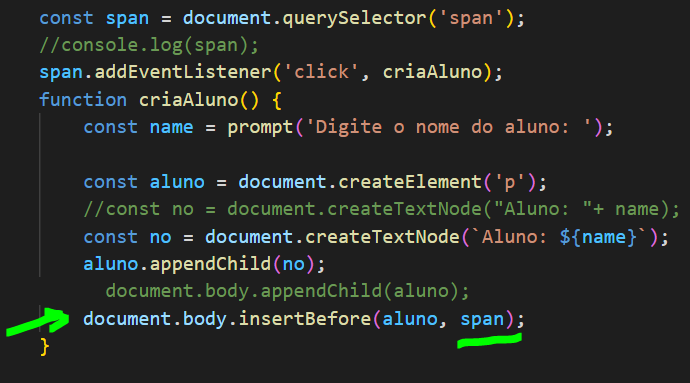 const span = document.querySelector('span');
//console.log(span);
span.addEventListener('click', criaAluno);
function criaAluno() {
    const name = prompt('Digite o nome do aluno: ');

    const aluno = document.createElement('p');
    //const no = document.createTextNode("Aluno: "+ name);
    const no = document.createTextNode(`Aluno: ${name}`);
    aluno.appendChild(no);
      document.body.appendChild(aluno);
    document.body.insertBefore(aluno, span);
}